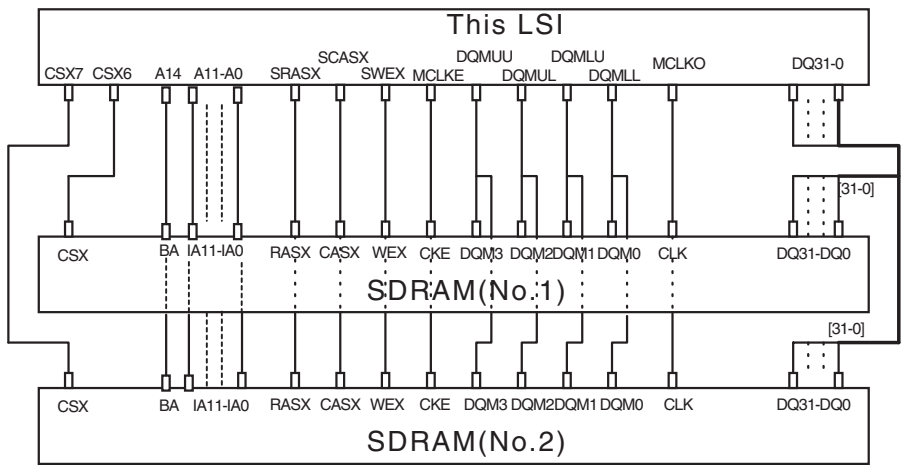 This LSI
SCASX DQMUU DQMLU MCLKO DQ31-0
CSX7 CSX6 A14 A11-A0 SRASX SWEX MCLKE DQMUL DQMLL
[31-0]
CSX BA IA11-IA0 RASX CASX WEX CKE DQM3 DQM2 DQM1 DQM0 CLK DQ31-DQ0
SDRAM(No.1)
[31-0]
CSX BA IA11-IA0 RASX CASX WEX CKE DQM3 DQM2 DQM1 DQM0 CLK DQ31-DQ0
SDRAM(No.2)